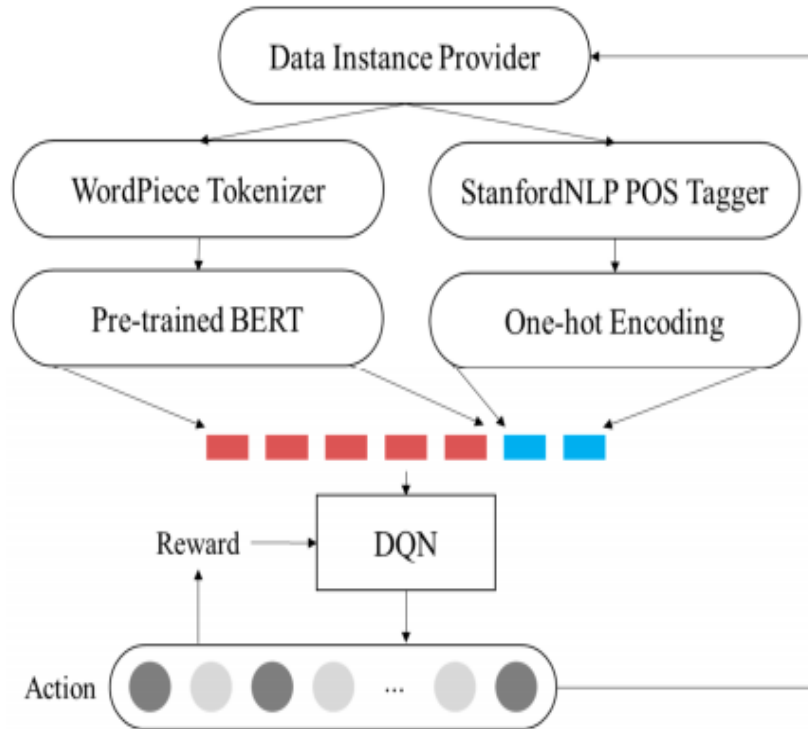 Data Instance Provider
WordPiece Tokenizer
StanfordNLP POS Tagger
Pre-trained BERT
One-hot Encoding
Reward
DQN
Action
...